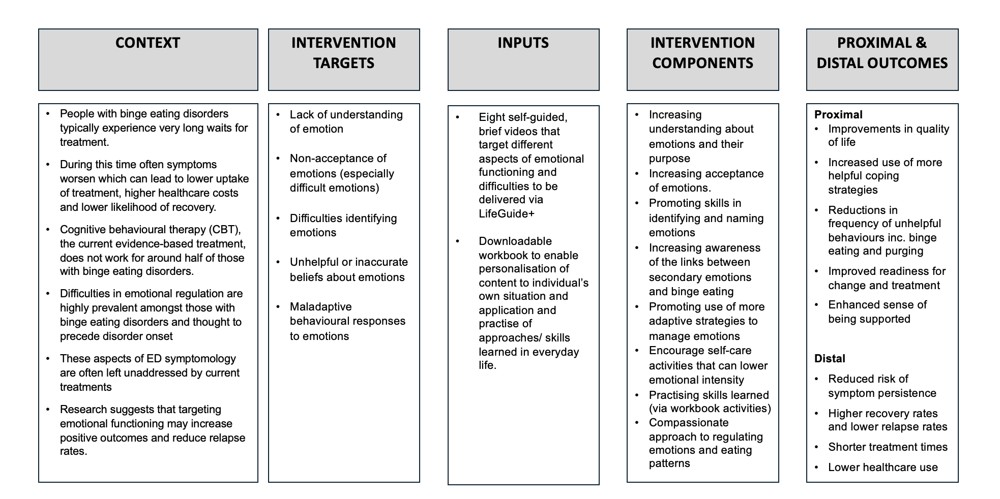 CONTEXT
• People with binge eating disorders
typically experience very long waits for
treatment.
• During this time often symptoms
worsen which can lead to lower uptake
of treatment, higher healthcare costs
and lower likelihood of recovery.
• Cognitive behavioural therapy (CBT),
the current evidence-based treatment,
does not work for around half of those
with binge eating disorders.
• Difficulties in emotional regulation are
highly prevalent amongst those with
binge eating disorders and thought to
precede disorder onset
• These aspects of ED symptomology
are often left unaddressed by current
treatments
• Research suggests that targeting
emotional functioning may increase
positive outcomes and reduce relapse
rates.
INTERVENTION
TARGETS
• Lack of understanding
of emotion
• Non-acceptance of
emotions (especially
difficult emotions)
• Difficulties identifying
emotions
• Unhelpful or inaccurate
beliefs about emotions
• Maladaptive
behavioural responses
to emotions
INPUTS
• Eight self-guided,
brief videos that
target different
aspects of emotional
functioning and
difficulties to be
delivered via
LifeGuide+
• Downloadable
workbook to enable
personalisation of
content to individual’s
own situation and
application and
practise of
approaches/ skills
learned in everyday
life.
INTERVENTION
COMPONENTS
• Increasing
understanding about
emotions and their
purpose
• Increasing acceptance
of emotions.
• Promoting skills in
identifying and naming
emotions
• Increasing awareness
of the links between
secondary emotions
and binge eating
• Promoting use of more
adaptive strategies to
manage emotions
• Encourage self-care
activities that can lower
emotional intensity
• Practising skills learned
(via workbook activities)
• Compassionate
approach to regulating
emotions and eating
patterns
PROXIMAL &
DISTAL OUTCOMES
Proximal
• Improvements in quality
of life
• Increased use of more
helpful coping
strategies
• Reductions in
frequency of unhelpful
behaviours inc. binge
eating and purging
• Improved readiness for
change and treatment
• Enhanced sense of
being supported
Distal
• Reduced risk of
symptom persistence
• Higher recovery rates
and lower relapse rates
• Shorter treatment times
• Lower healthcare use